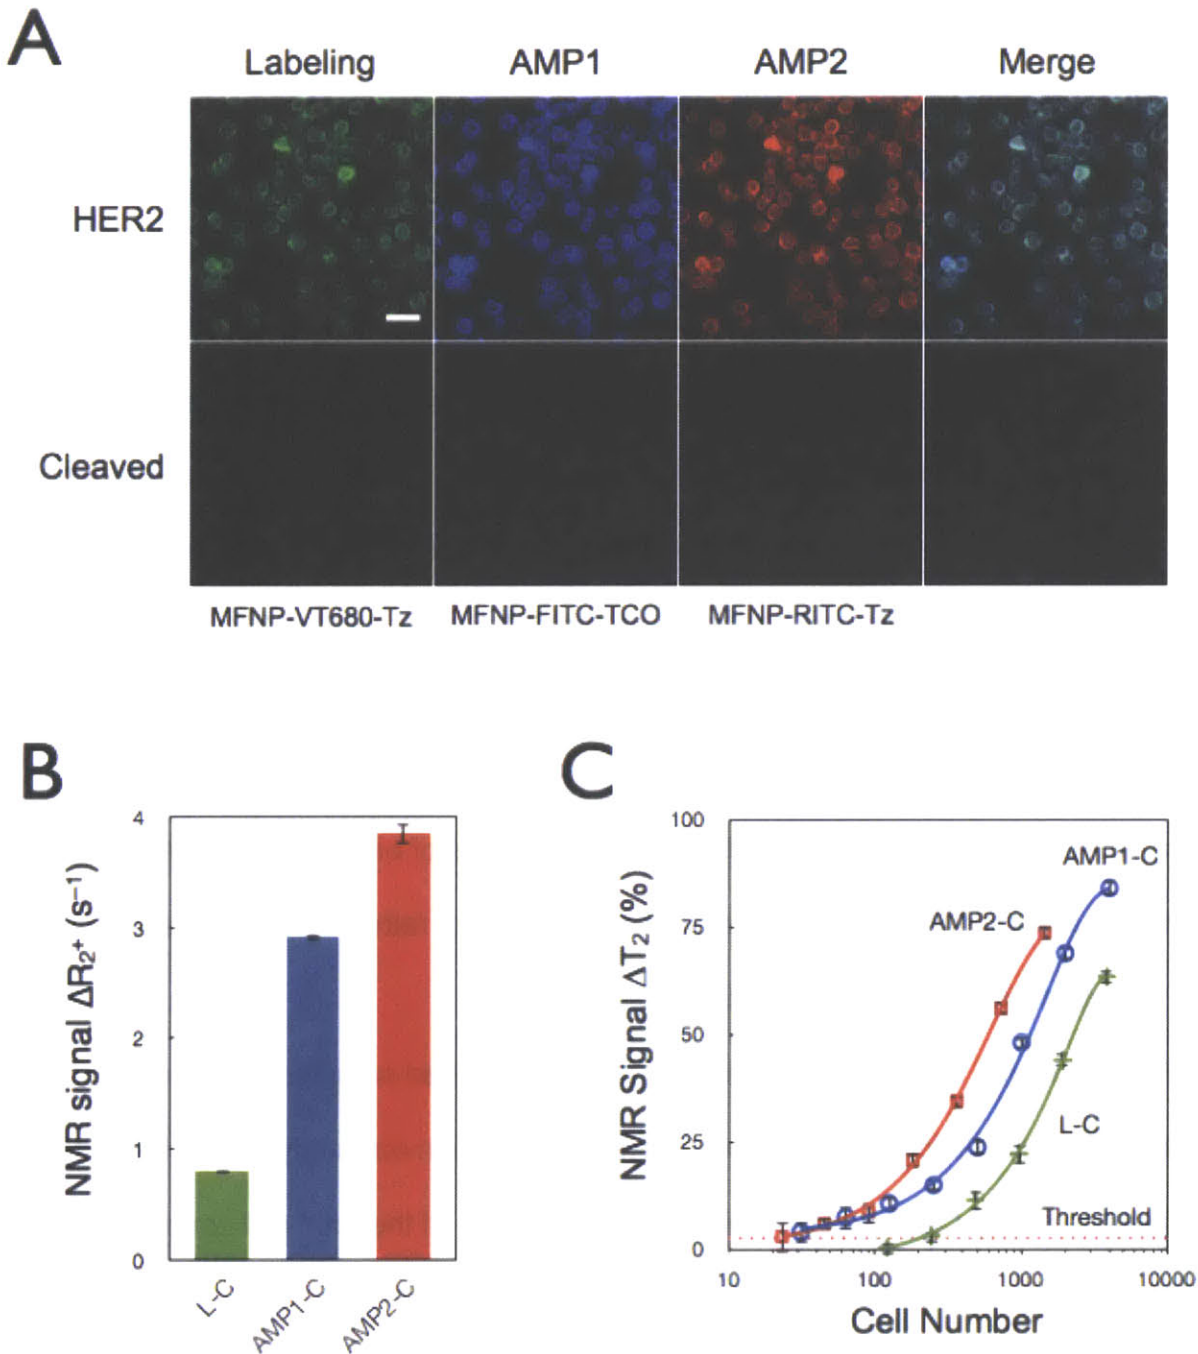 A
Labeling AMP1 AMP2 Merge
HER2
Cleaved
MFNP-VT680-Tz MFNP-FITC-TCO MFNP-RITC-Tz
B
NMR signal ΔR₂⁺ (s⁻¹)
4
3
2
1
0
L-C AMP1-C AMP2-C
C
NMR Signal ΔT₂ (%)
100
75
50
25
0
AMP1-C
AMP2-C
L-C
Threshold
10 100 1000 10000
Cell Number